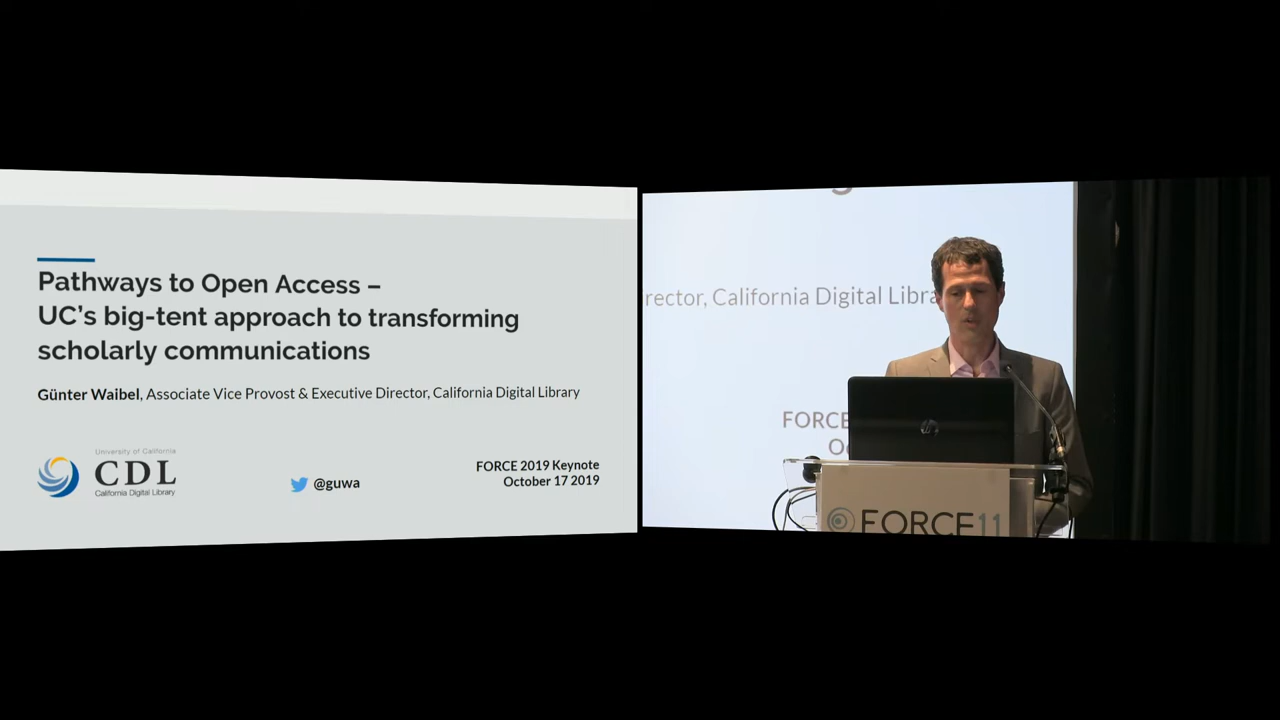 Pathways to Open Access –
UC's big-tent approach to transforming
scholarly communications
Günter Waibel, Associate Vice Provost & Executive Director, California Digital Library
University of California
CDL
California Digital Library
@guwa
FORCE 2019 Keynote
October 17 2019
rector, California Digital Libra
FORCE
Oc
hp
FORCE11